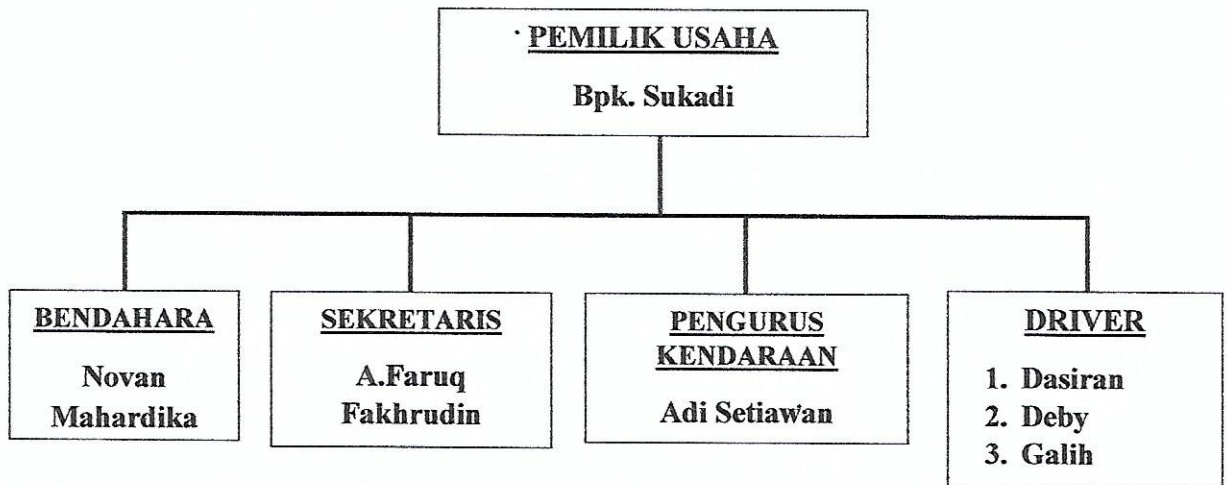 PEMILIK USAHA
Bpk. Sukadi
BENDAHARA
Novan
Mahardika
SEKRETARIS
A.Faruq
Fakhrudin
PENGURUS
KENDARAAN
Adi Setiawan
DRIVER
1. Dasiran
2. Deby
3. Galih